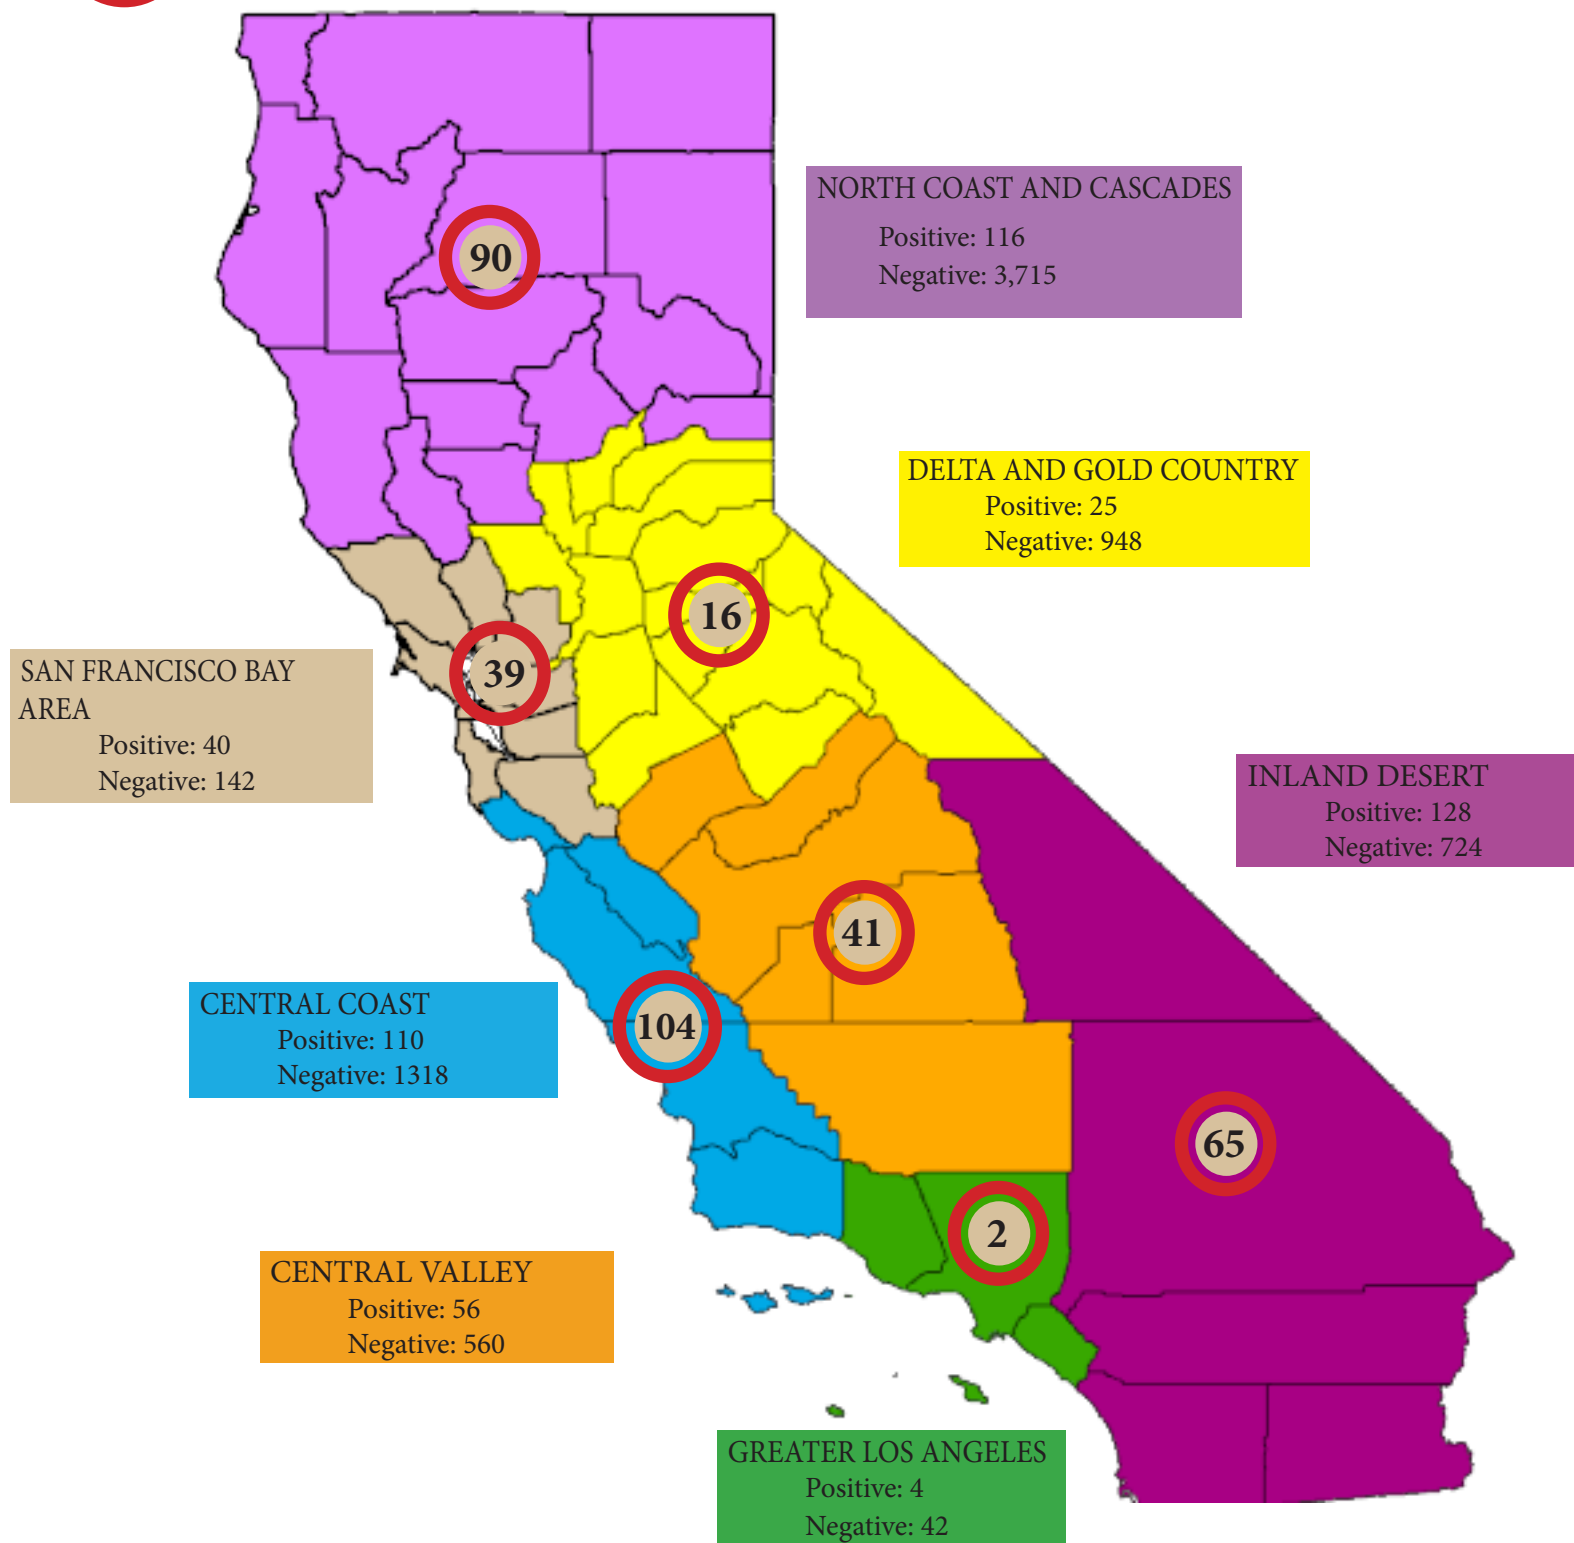 NORTH COAST AND CASCADES
Positive: 116
Negative: 3,715
90
DELTA AND GOLD COUNTRY
Positive: 25
Negative: 948
16
SAN FRANCISCO BAY
AREA
Positive: 40
Negative: 142
39
INLAND DESERT
Positive: 128
Negative: 724
41
CENTRAL COAST
Positive: 110
Negative: 1318
104
65
2
CENTRAL VALLEY
Positive: 56
Negative: 560
GREATER LOS ANGELES
Positive: 4
Negative: 42